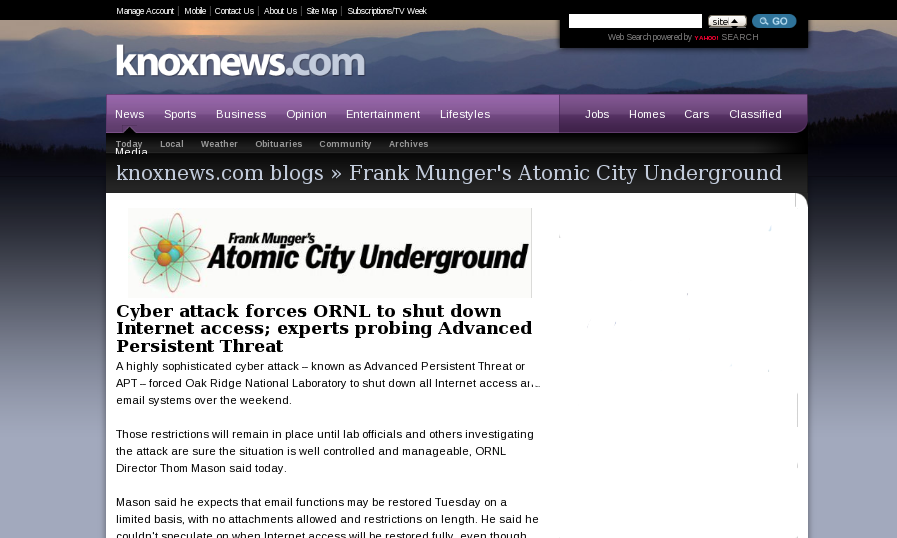 Manage Account | Mobile | Contact Us | About Us | Site Map | Subscriptions/TV Week
site GO
Web Search powered by YAHOO! SEARCH
knoxnews.com
News Sports Business Opinion Entertainment Lifestyles Jobs Homes Cars Classified
Today Local Weather Obituaries Community Archives
Media
knoxnews.com blogs » Frank Munger's Atomic City Underground
Frank Munger's
Atomic City Underground
Cyber attack forces ORNL to shut down
Internet access; experts probing Advanced
Persistent Threat
A highly sophisticated cyber attack – known as Advanced Persistent Threat or
APT – forced Oak Ridge National Laboratory to shut down all Internet access
email systems over the weekend.
Those restrictions will remain in place until lab officials and others investigating
the attack are sure the situation is well controlled and manageable, ORNL
Director Thom Mason said today.
Mason said he expects that email functions may be restored Tuesday on a
limited basis, with no attachments allowed and restrictions on length. He said he
couldn't speculate on when Internet access will be restored fully, even though